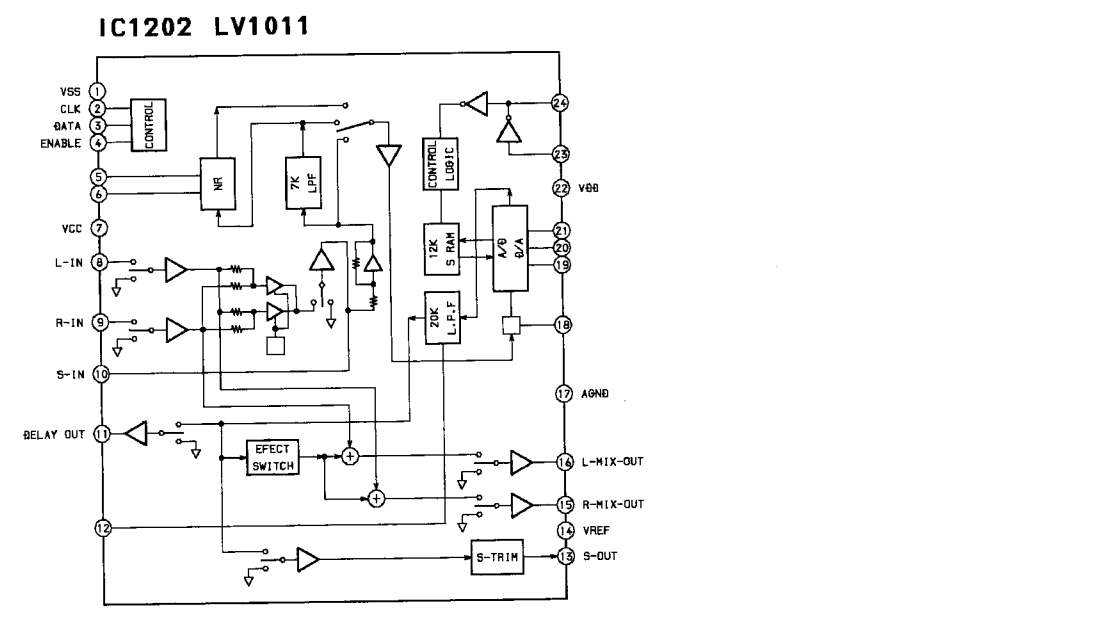 IC1202 LV1011
VSS 1
CLK 2
DATA 3
ENABLE 4
CONTROL
5
6
VCC 7
L-IN 8
R-IN 9
S-IN 10
DELAY OUT 11
12
NR
7K
LPF
CONTROL
LOGIC
12K
S RAM
A/D
D/A
20K
L.P.F
EFECT
SWITCH
+
+
S-TRIM
24
23
22 VDD
21
20
19
18
17 AGND
16 L-MIX-OUT
15 R-MIX-OUT
14 VREF
13 S-OUT